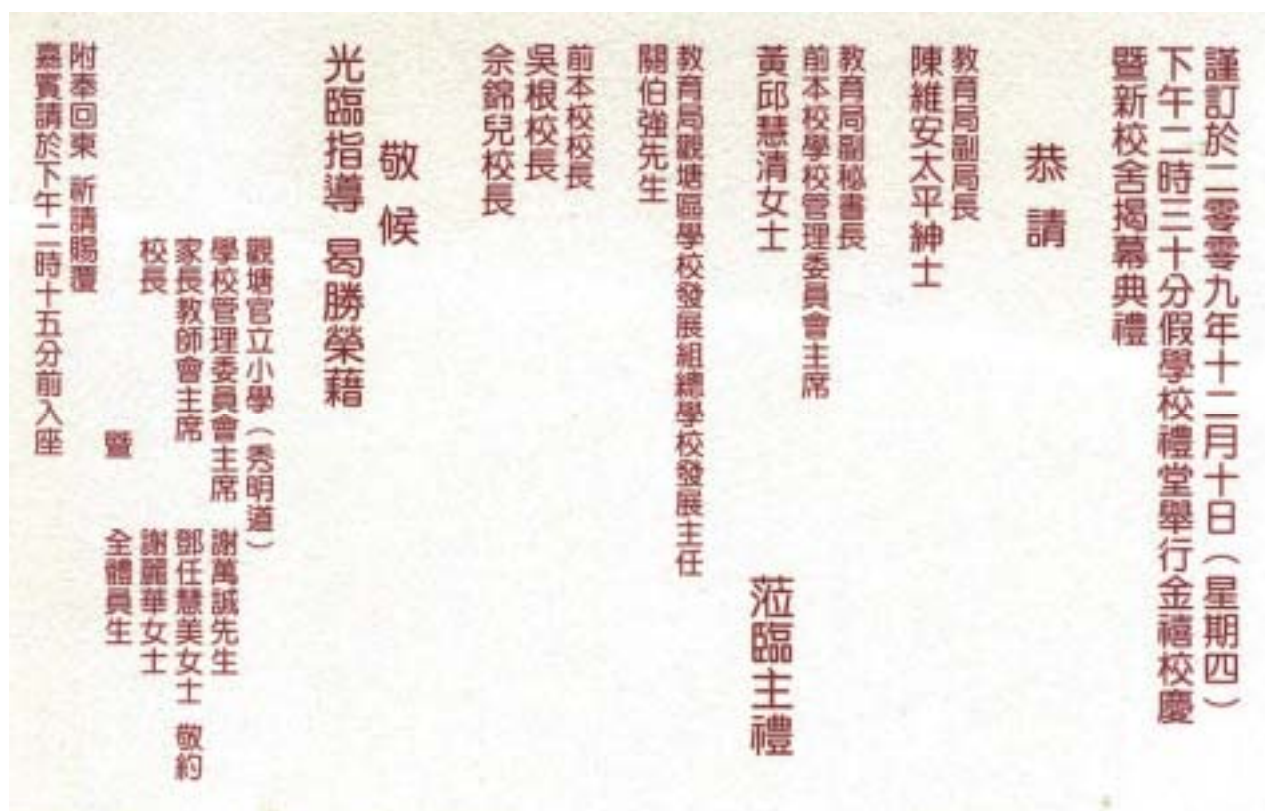 謹訂於二零零九年十二月十日（星期四）
下午二時三十分假學校禮堂舉行金禧校慶
暨新校舍揭幕典禮
恭請
教育局副局長
陳維安太平紳士
教育局副秘書長
前本校學校管理委員會主席
黃邱慧清女士
蒞臨主禮
教育局觀塘區學校發展組總學校發展主任
關伯強先生
前本校校長
吳根校長
佘錦兒校長
敬候
光臨指導 曷勝榮藉
觀塘官立小學（秀明道）
學校管理委員會主席 謝萬誠先生
家長教師會主席 鄧任慧美女士 敬約
校長 謝麗華女士
暨 全體員生
附奉回柬 祈請賜覆
嘉賓請於下午二時十五分前入座